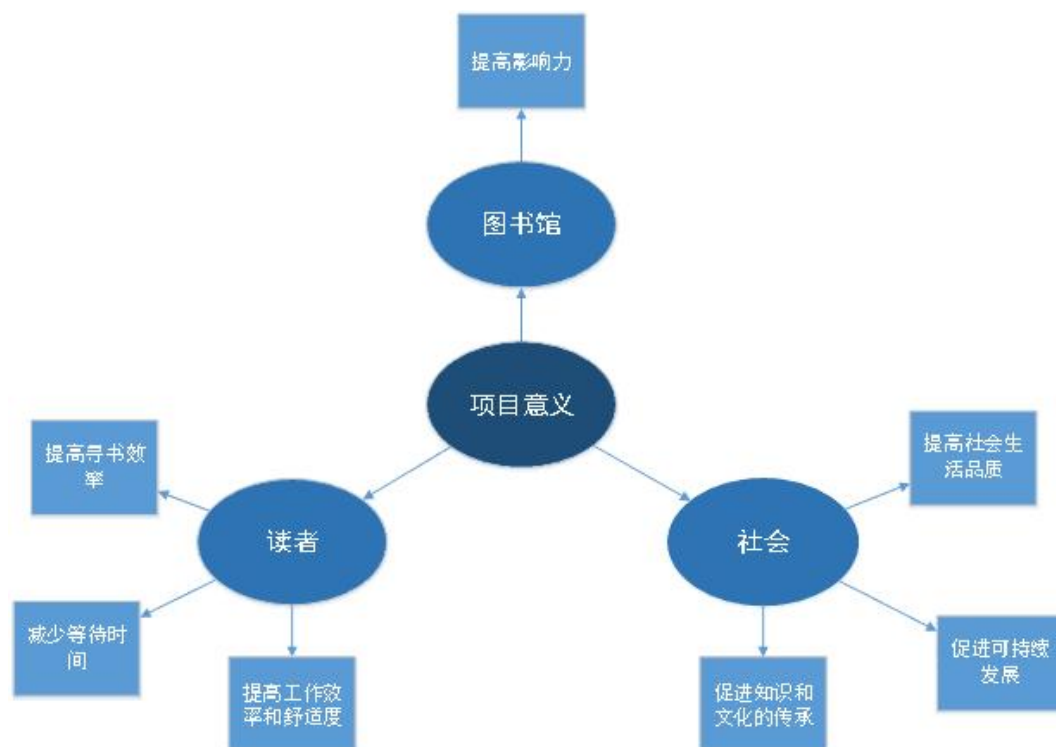 提高影响力
图书馆
项目意义
提高寻书效
率
读者
减少等待时
间
提高工作效
率和舒适度
社会
提高社会生
活品质
促进可持续
发展
促进知识和
文化的传承